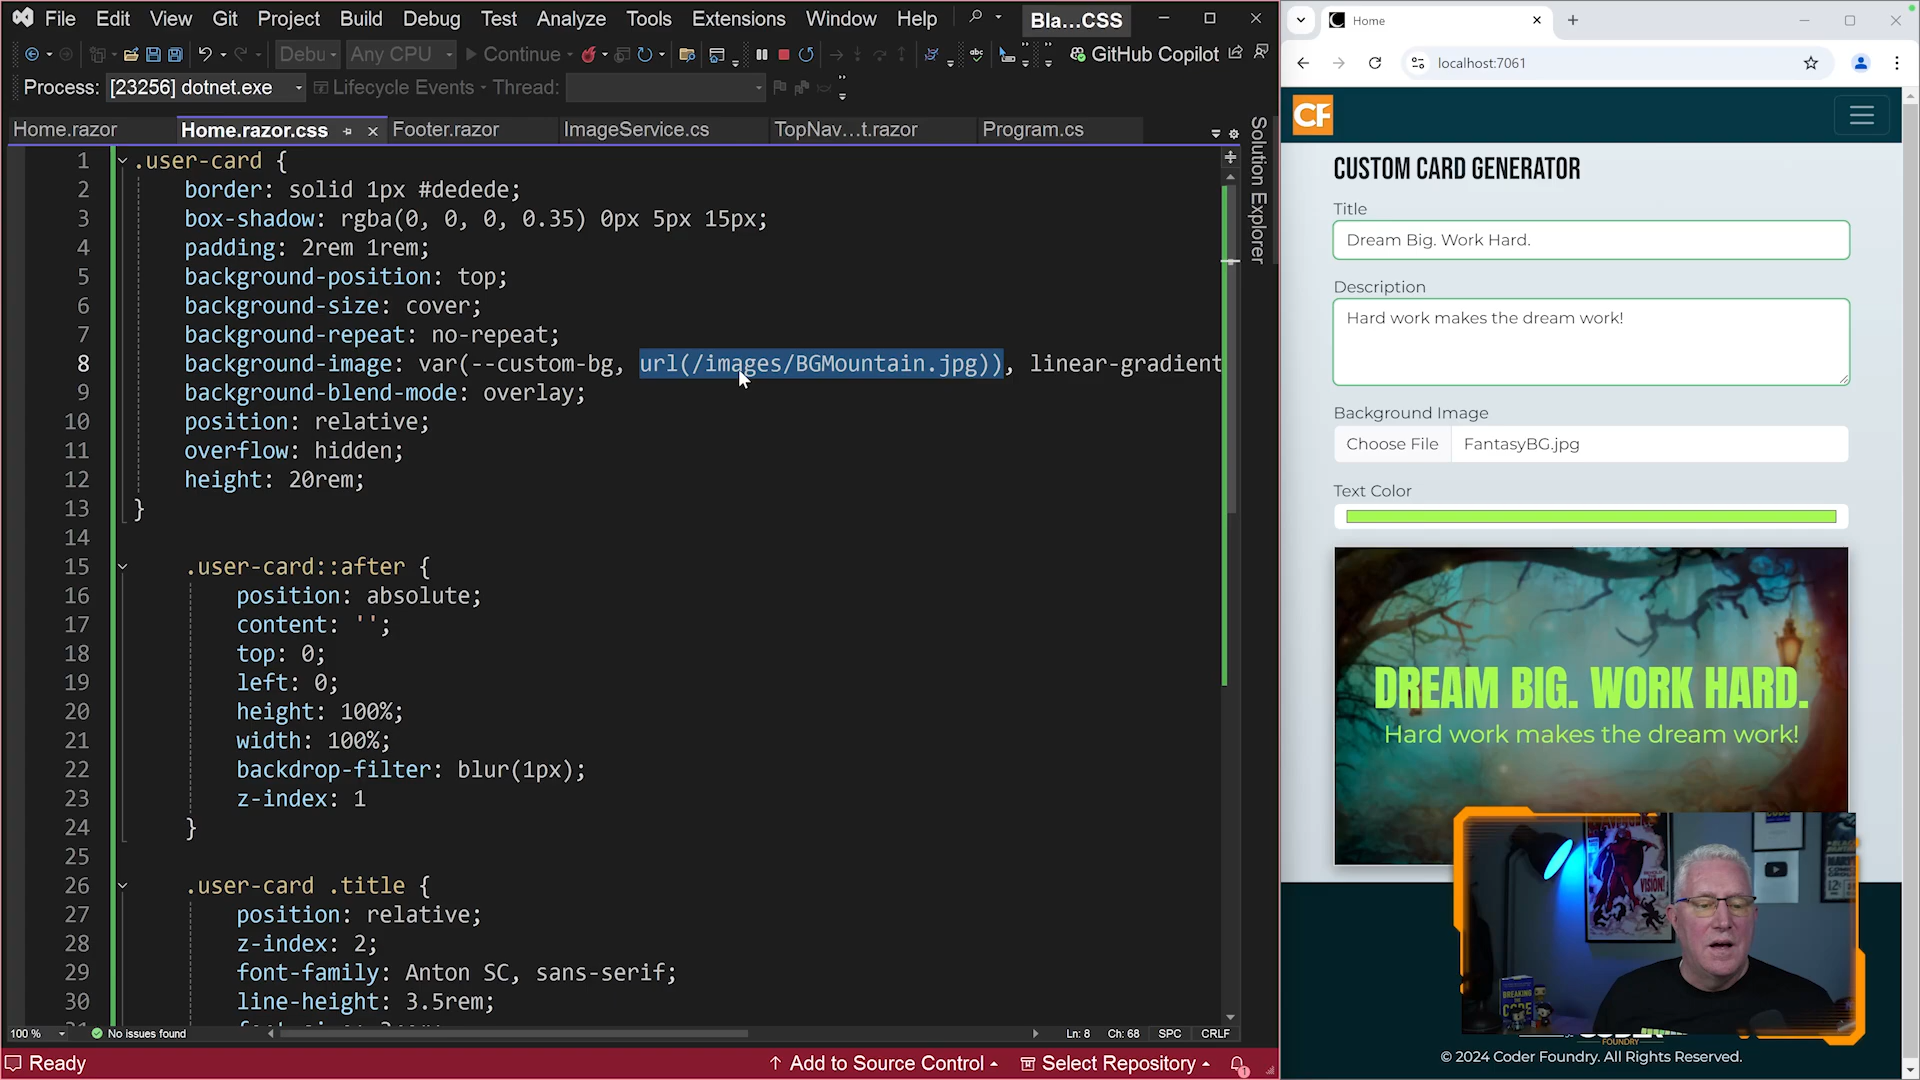 File Edit View Git Project Build Debug Test Analyze Tools Extensions Window Help Bla...CSS
Debu Any CPU Continue GitHub Copilot
Process: [23256] dotnet.exe Lifecycle Events Thread:
Home.razor Home.razor.css Footer.razor ImageService.cs TopNav...t.razor Program.cs
Solution Explorer
1 .user-card {
2 border: solid 1px #dedede;
3 box-shadow: rgba(0, 0, 0, 0.35) 0px 5px 15px;
4 padding: 2rem 1rem;
5 background-position: top;
6 background-size: cover;
7 background-repeat: no-repeat;
8 background-image: var(--custom-bg, url(/images/BGMountain.jpg)), linear-gradient
9 background-blend-mode: overlay;
10 position: relative;
11 overflow: hidden;
12 height: 20rem;
13 }
14
15 .user-card::after {
16 position: absolute;
17 content: '';
18 top: 0;
19 left: 0;
20 height: 100%;
21 width: 100%;
22 backdrop-filter: blur(1px);
23 z-index: 1
24 }
25
26 .user-card .title {
27 position: relative;
28 z-index: 2;
29 font-family: Anton SC, sans-serif;
30 line-height: 3.5rem;
100 % No issues found Ln: 8 Ch: 68 SPC CRLF
Ready Add to Source Control Select Repository 1
Home
localhost:7061
CF
CUSTOM CARD GENERATOR
Title
Dream Big. Work Hard.
Description
Hard work makes the dream work!
Background Image
Choose File FantasyBG.jpg
Text Color
DREAM BIG. WORK HARD.
Hard work makes the dream work!
VISION!
BREAKING THE CODE
FOUNDRY
© 2024 Coder Foundry. All Rights Reserved.